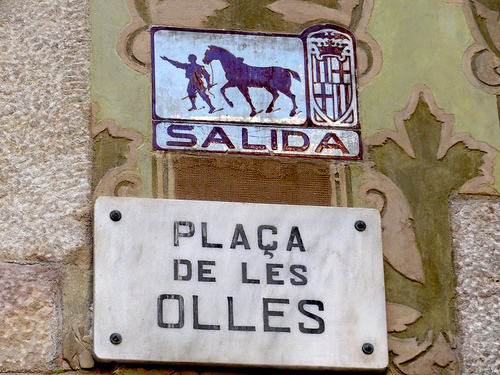 SALIDA
PLAÇA
DE LES
OLLES